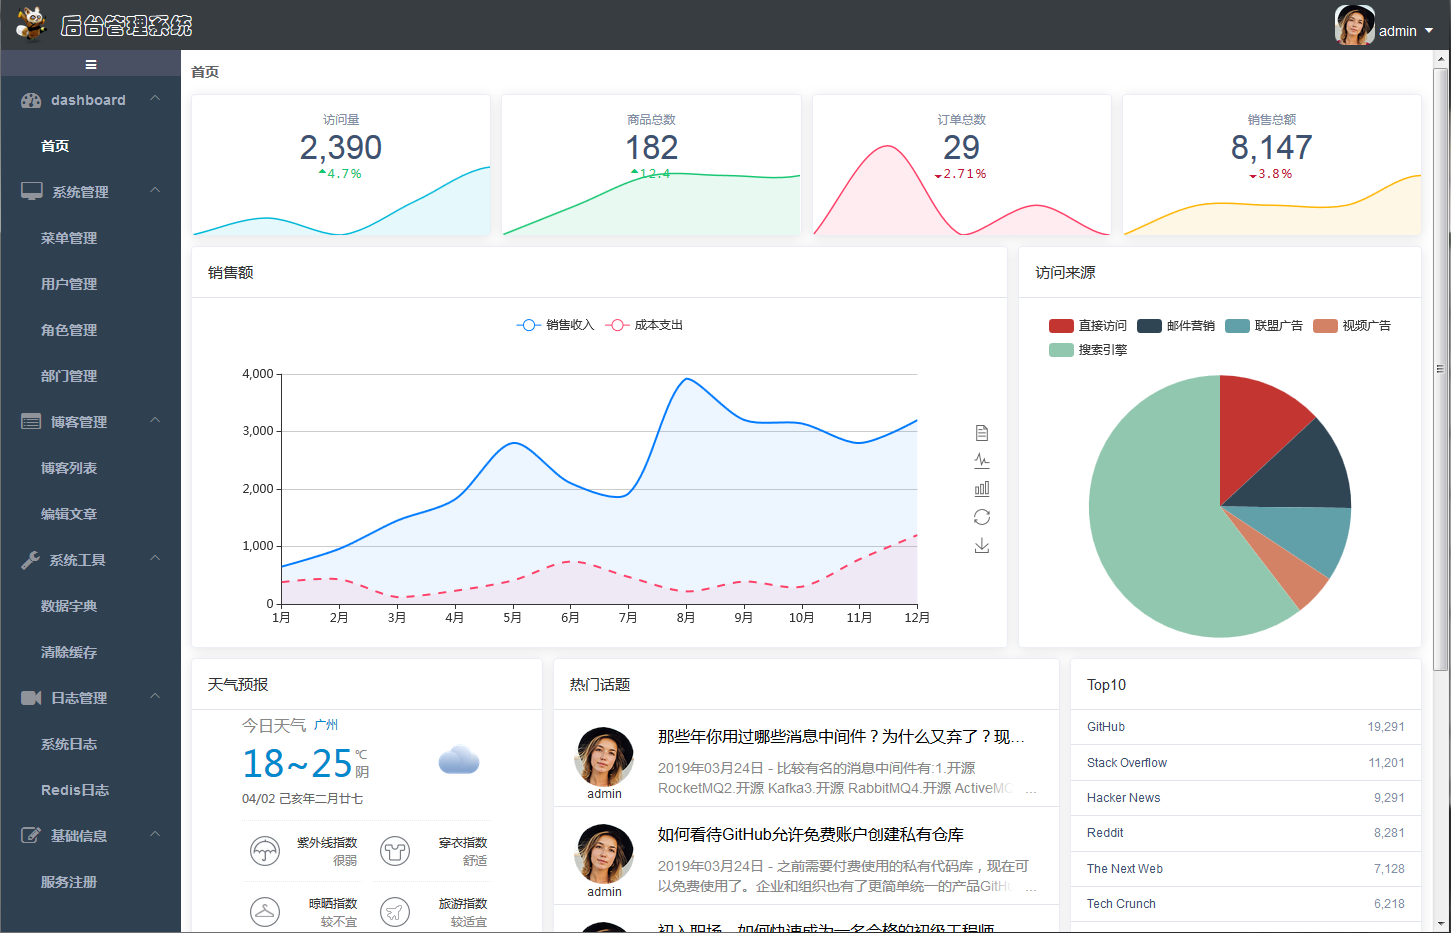 后台管理系统
admin
dashboard
首页
系统管理
菜单管理
用户管理
角色管理
部门管理
博客管理
博客列表
编辑文章
系统工具
数据字典
清除缓存
日志管理
系统日志
Redis日志
基础信息
服务注册
首页
访问量
2,390
4.7%
商品总数
182
12.4
订单总数
29
2.71%
销售总额
8,147
3.8%
销售额
销售收入 成本支出
4,000
3,000
2,000
1,000
0
1月 2月 3月 4月 5月 6月 7月 8月 9月 10月 11月 12月
访问来源
直接访问 邮件营销 联盟广告 视频广告
搜索引擎
天气预报
今日天气 广州
18~25 ℃
阴
04/02 己亥年二月廿七
紫外线指数
很弱
穿衣指数
舒适
晾晒指数
较不宜
旅游指数
较适宜
热门话题
那些年你用过哪些消息中间件？为什么又弃了？现…
2019年03月24日 - 比较有名的消息中间件有:1.开源
RocketMQ2.开源 Kafka3.开源 RabbitMQ4.开源 ActiveMQ ...
admin
如何看待GitHub允许免费账户创建私有仓库
2019年03月24日 - 之前需要付费使用的私有代码库，现在可
以免费使用了。企业和组织也有了更简单统一的产品GitHu ...
admin
初入职场，如何快速成为一名合格的初级工程师
Top10
GitHub 19,291
Stack Overflow 11,201
Hacker News 9,291
Reddit 8,281
The Next Web 7,128
Tech Crunch 6,218